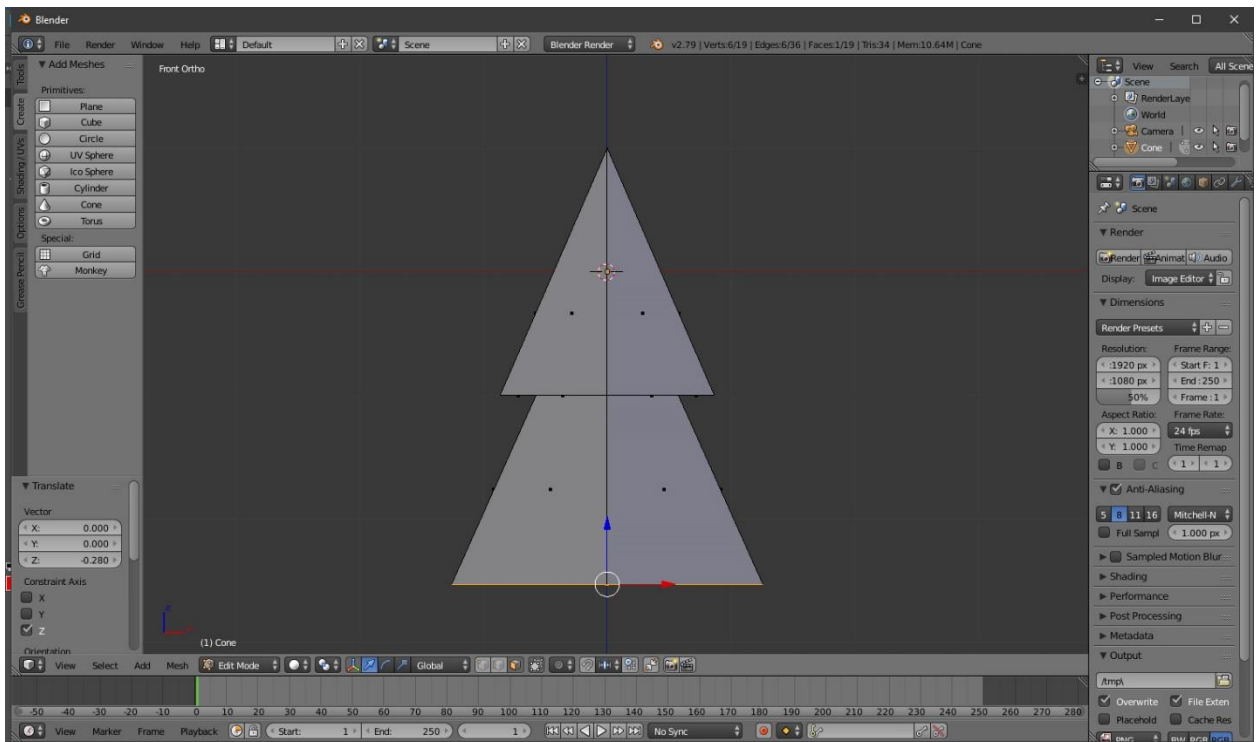 Blender
File Render Window Help Default Scene Blender Render v2.79 | Verts:6/19 | Edges:6/36 | Faces:1/19 | Tris:34 | Mem:10.64M | Cone
Tools
Create
Shading / UVs
Options
Grease Pencil
Add Meshes
Primitives:
Plane
Cube
Circle
UV Sphere
Ico Sphere
Cylinder
Cone
Torus
Special:
Grid
Monkey
Translate
Vector
X: 0.000
Y: 0.000
Z: -0.280
Constraint Axis
X
Y
Z
Orientation
Front Ortho
(1) Cone
View Select Add Mesh Edit Mode Global
-50 -40 -30 -20 -10 0 10 20 30 40 50 60 70 80 90 100 110 120 130 140 150 160 170 180 190 200 210 220 230 240 250 260 270 280
View Marker Frame Playback Start: 1 End: 250 1 No Sync
View Search All Scene
Scene
RenderLaye
World
Camera
Cone
Scene
Render
Render Animat Audio
Display: Image Editor
Dimensions
Render Presets
Resolution: Frame Range:
:1920 px Start F: 1
:1080 px End :250
50% Frame : 1
Aspect Ratio: Frame Rate:
X: 1.000 24 fps
Y: 1.000 Time Remap
B C 1 1
Anti-Aliasing
5 8 11 16 Mitchell-N
Full Sampl 1.000 px
Sampled Motion Blur
Shading
Performance
Post Processing
Metadata
Output
/tmp\
Overwrite File Exten
Placehold Cache Res
PNG BW RGB RGB